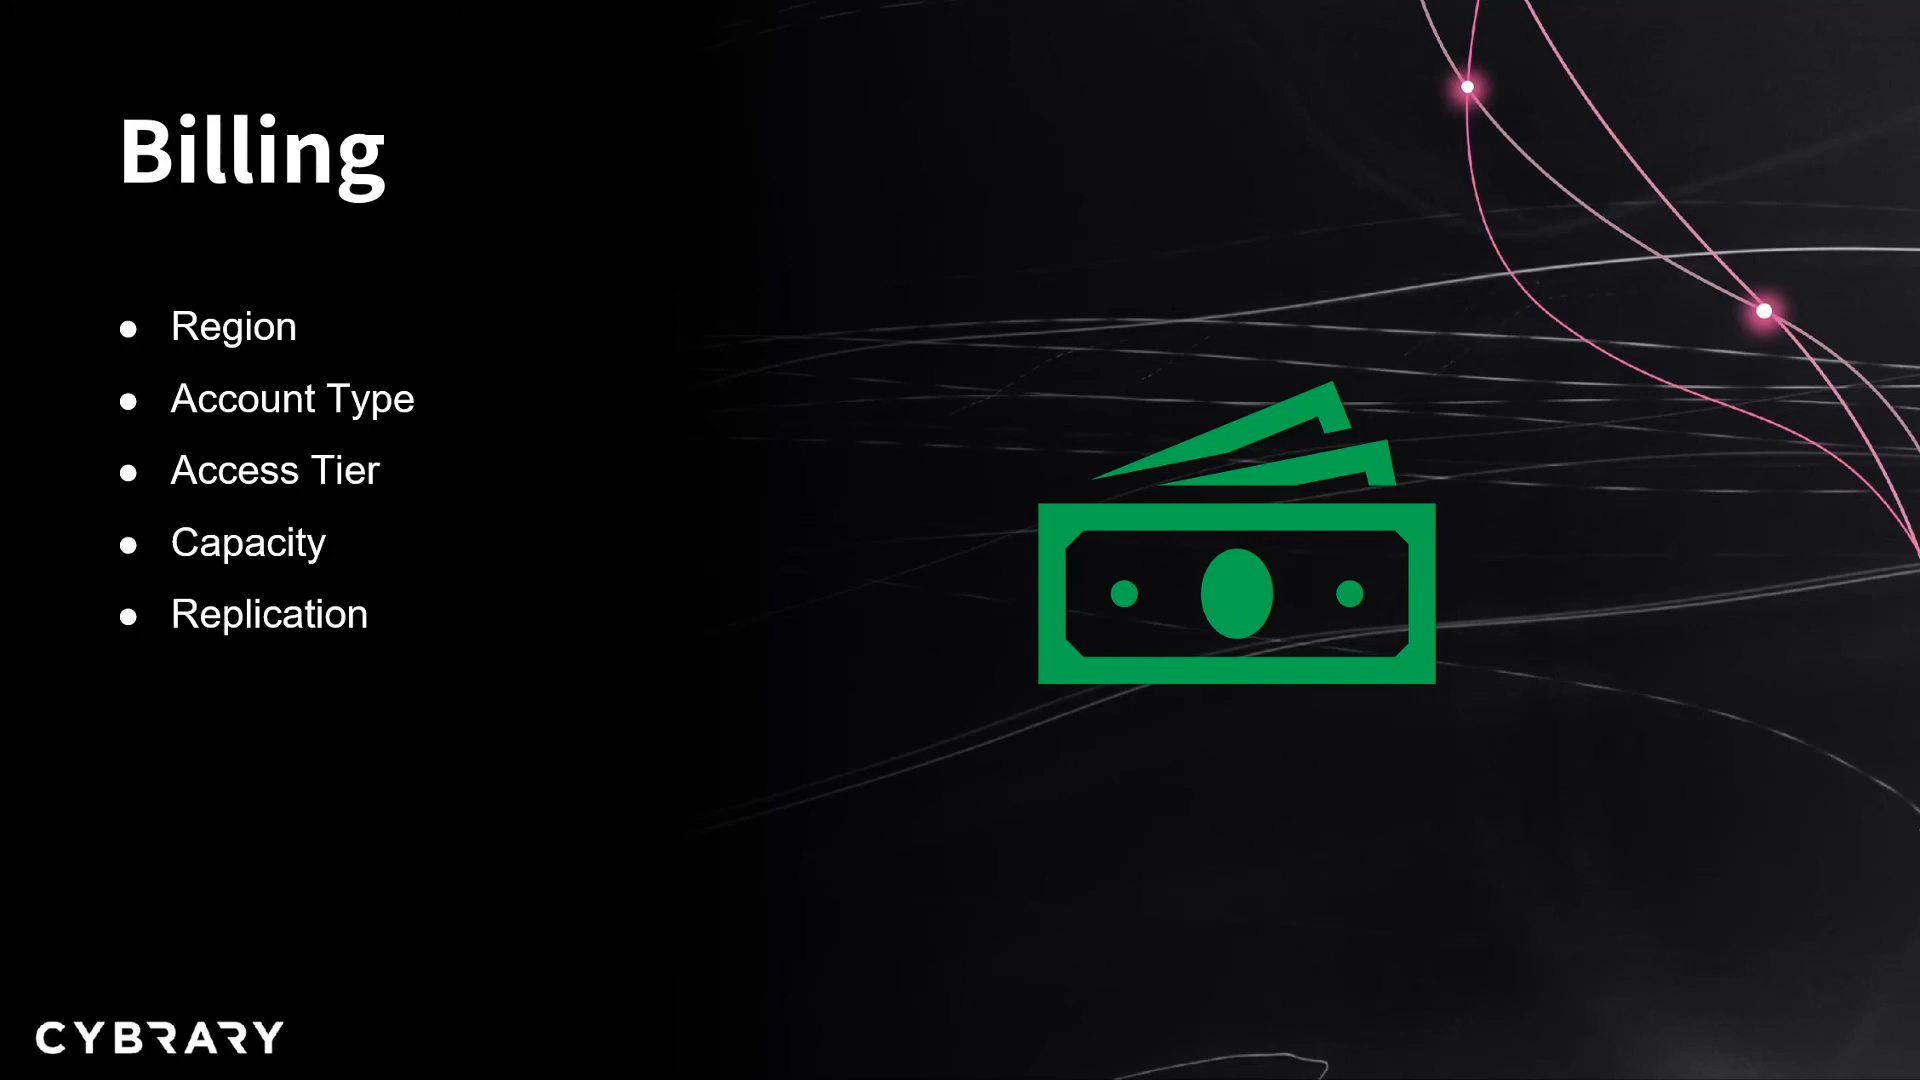 Billing
● Region
● Account Type
● Access Tier
● Capacity
● Replication
CYBRARY